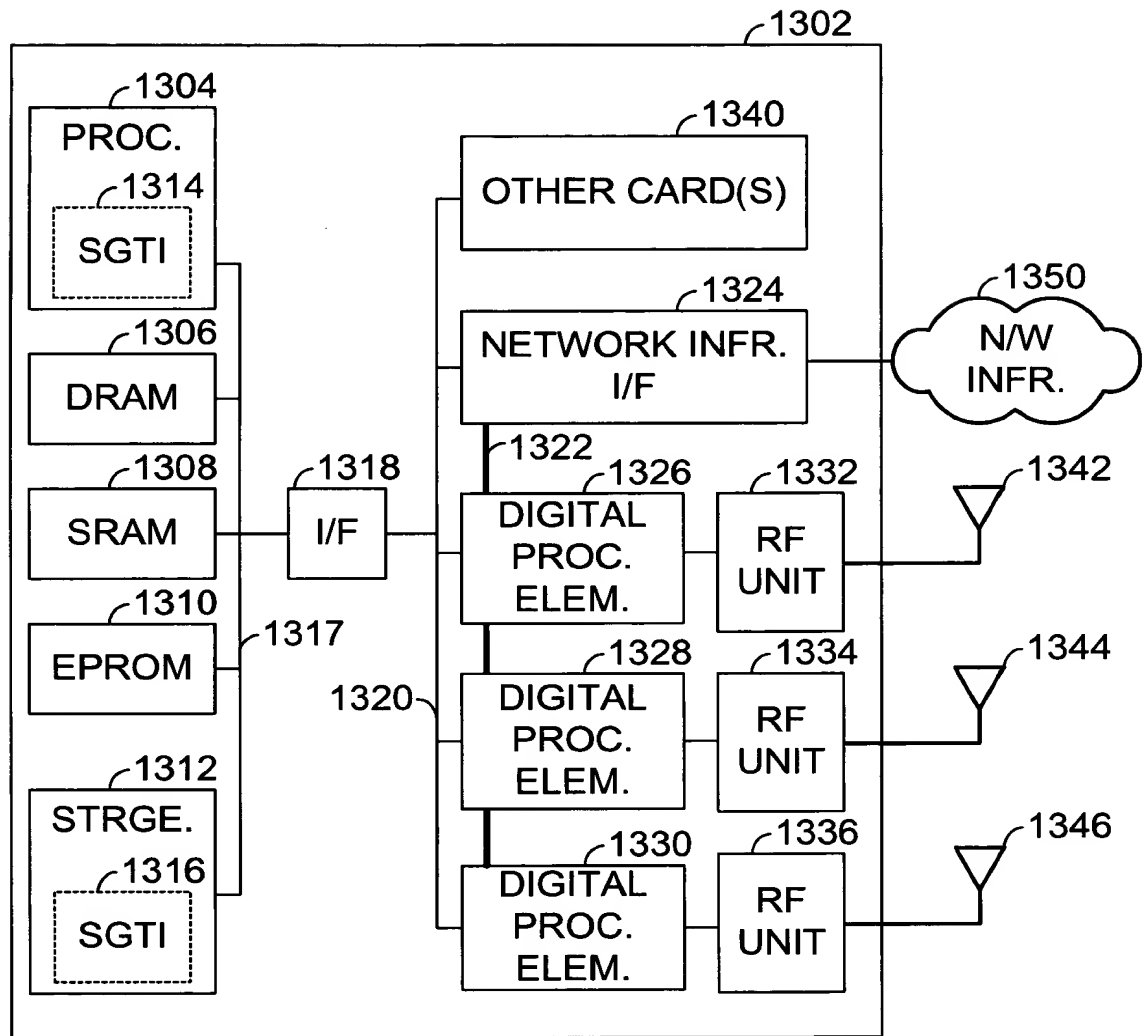 1302
1304
PROC.
1314
SGTI
1306
DRAM
1308
SRAM
1310
EPROM
1317
1312
STRGE.
1316
SGTI
1318
I/F
1320
1340
OTHER CARD(S)
1324
NETWORK INFR.
I/F
1350
N/W
INFR.
1322
1326
DIGITAL
PROC.
ELEM.
1332
RF
UNIT
1342
1328
DIGITAL
PROC.
ELEM.
1334
RF
UNIT
1344
1330
DIGITAL
PROC.
ELEM.
1336
RF
UNIT
1346